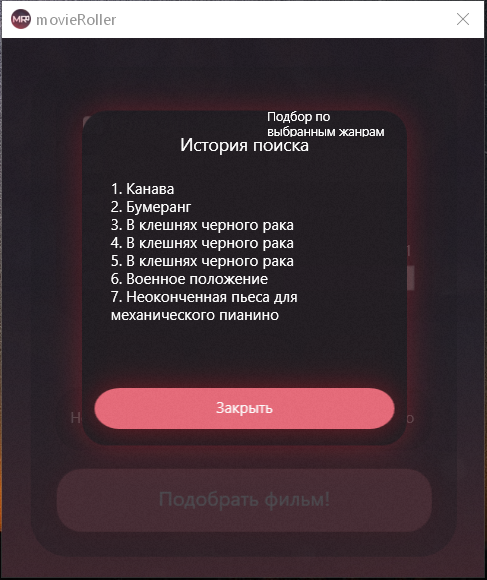 MRR movieRoller
Подбор по
выбранным жанрам
История поиска
1. Канава
2. Бумеранг
3. В клешнях черного рака
4. В клешнях черного рака
5. В клешнях черного рака
6. Военное положение
7. Неоконченная пьеса для
механического пианино
Закрыть
Подобрать фильм!